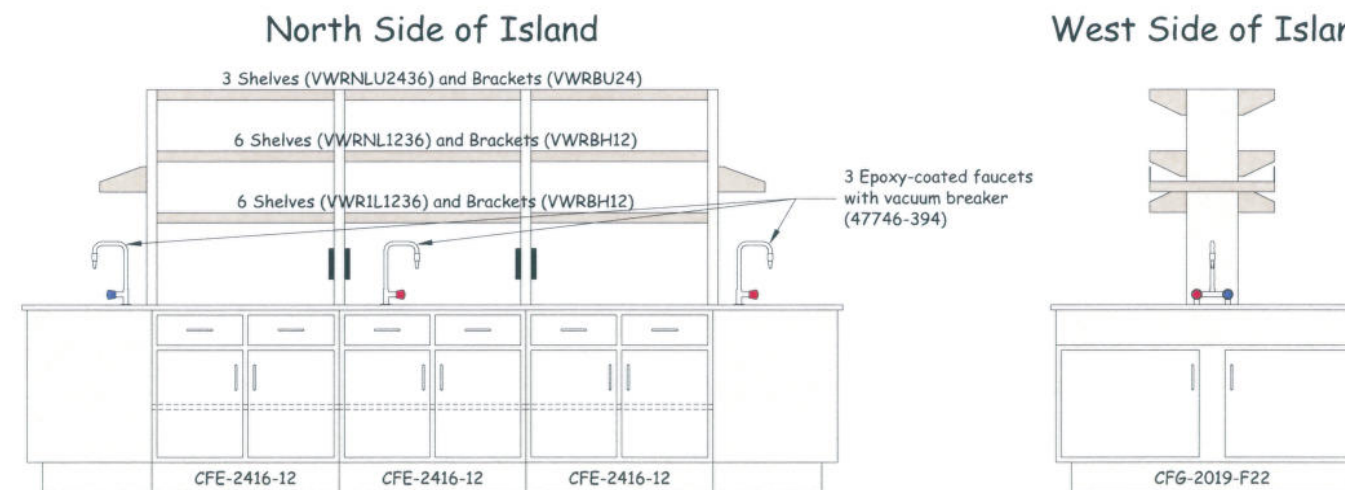 North Side of Island
West Side of Islan
3 Shelves (VWRNLU2436) and Brackets (VWRBU24)
6 Shelves (VWRNL1236) and Brackets (VWRBH12)
6 Shelves (VWR1L1236) and Brackets (VWRBH12)
3 Epoxy-coated faucets
with vacuum breaker
(47746-394)
CFE-2416-12
CFE-2416-12
CFE-2416-12
CFG-2019-F22